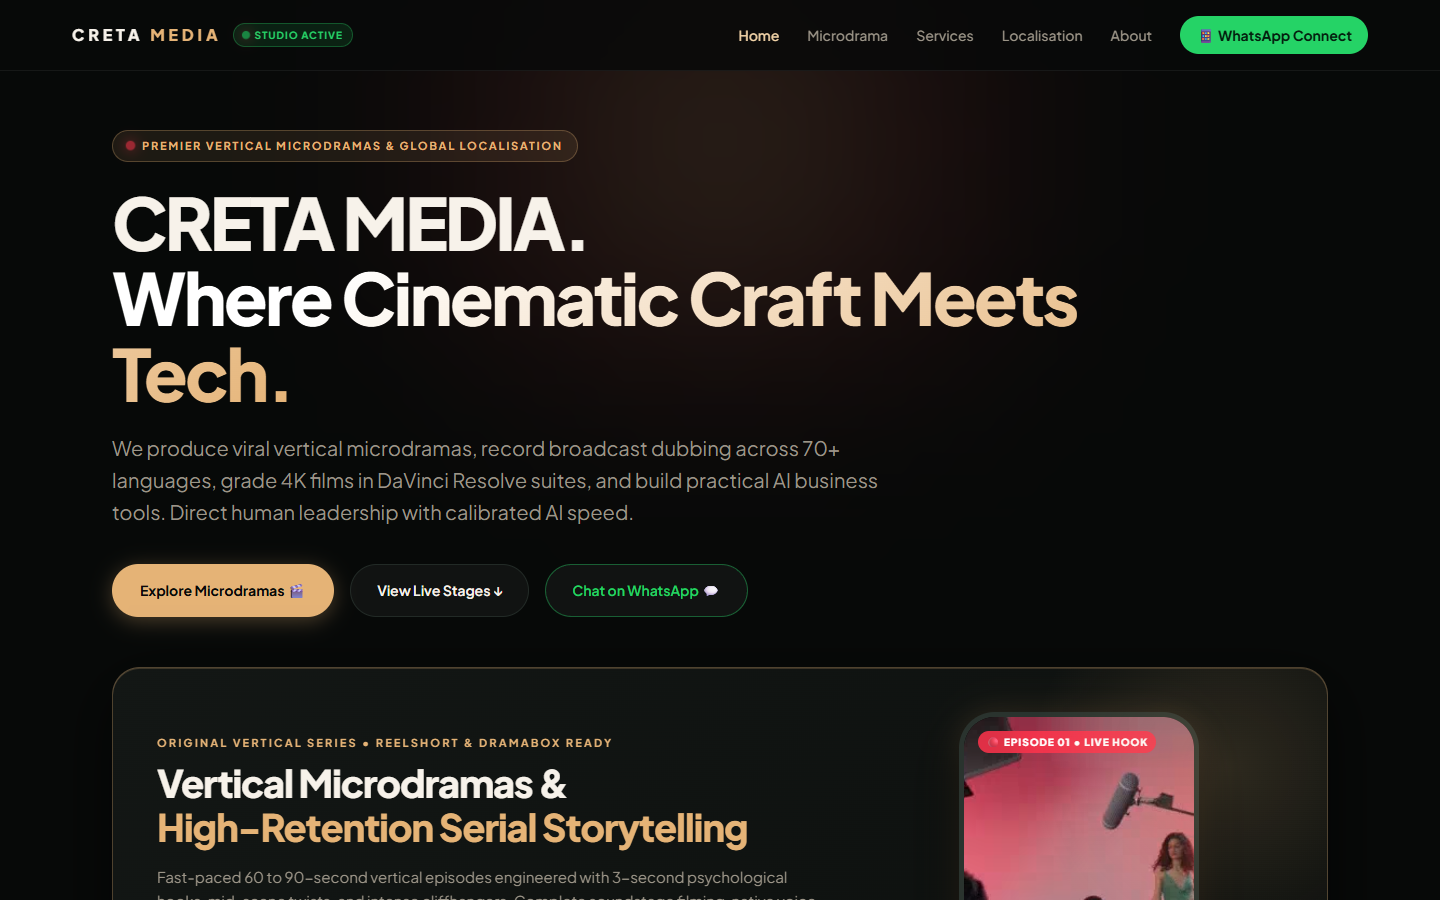 CRETA MEDIA
STUDIO ACTIVE
Home
Microdrama
Services
Localisation
About
WhatsApp Connect
PREMIER VERTICAL MICRODRAMAS & GLOBAL LOCALISATION
CRETA MEDIA.
Where Cinematic Craft Meets
Tech.
We produce viral vertical microdramas, record broadcast dubbing across 70+
languages, grade 4K films in DaVinci Resolve suites, and build practical AI business
tools. Direct human leadership with calibrated AI speed.
Explore Microdramas
View Live Stages ↓
Chat on WhatsApp
ORIGINAL VERTICAL SERIES • REELSHORT & DRAMABOX READY
Vertical Microdramas &
High-Retention Serial Storytelling
Fast-paced 60 to 90-second vertical episodes engineered with 3-second psychological
EPISODE 01 • LIVE HOOK